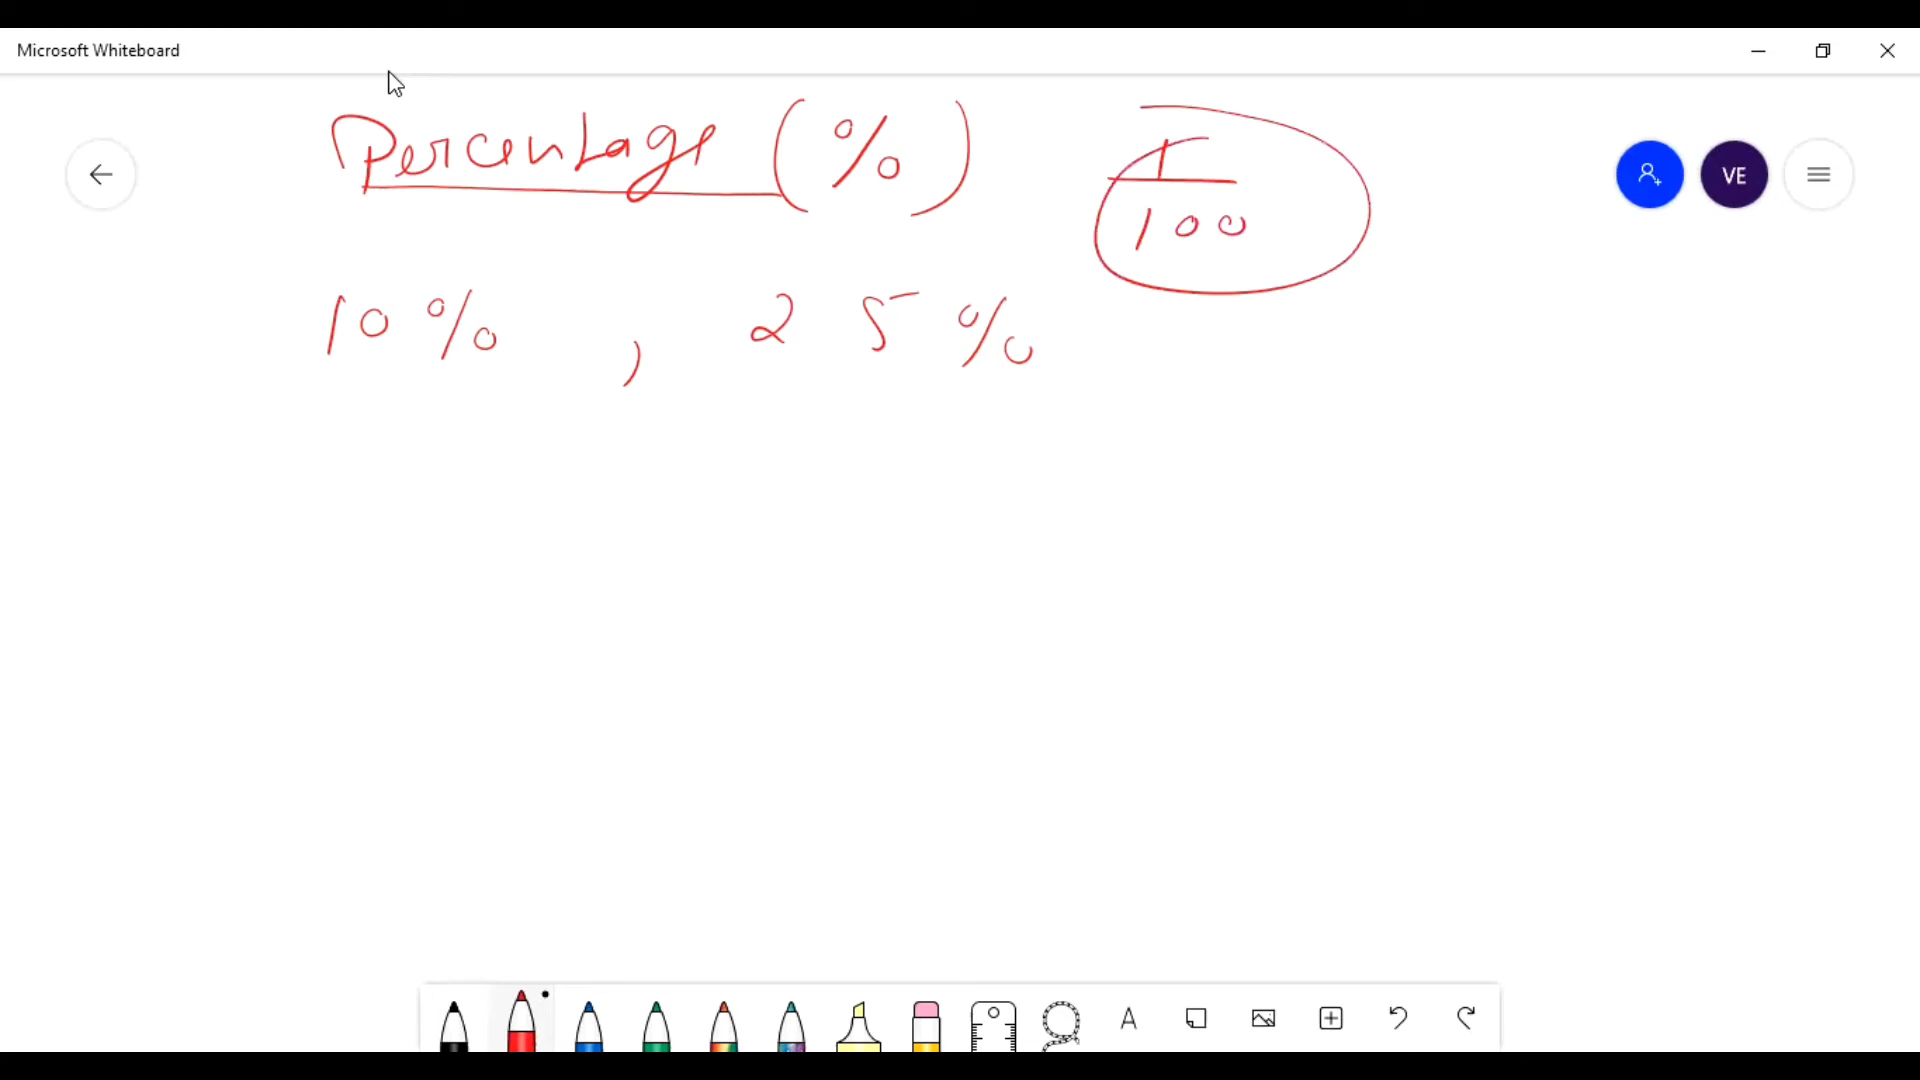 Microsoft Whiteboard
Percentage (%)
1
100
VE
10 % , 25 %
A